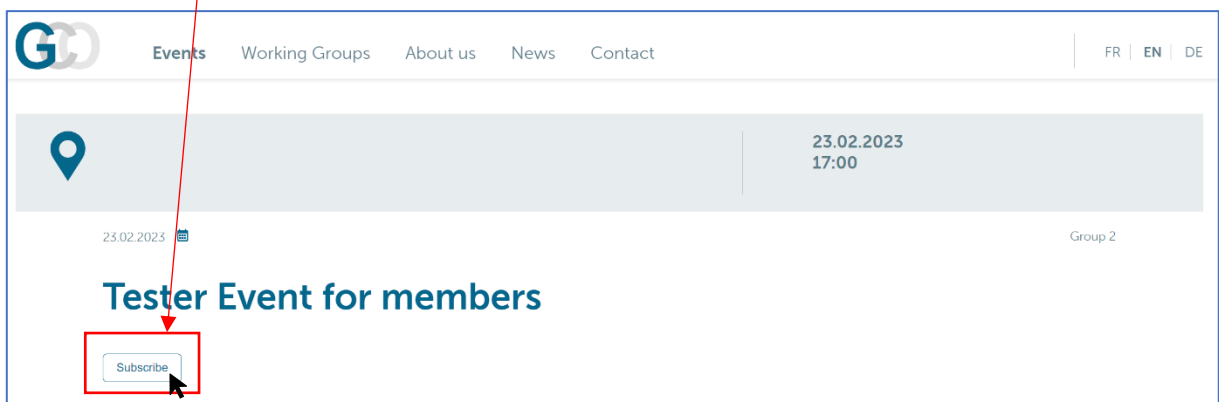 GCO
Events Working Groups About us News Contact FR EN DE
23.02.2023
17:00
23.02.2023 Group 2
Tester Event for members
Subscribe